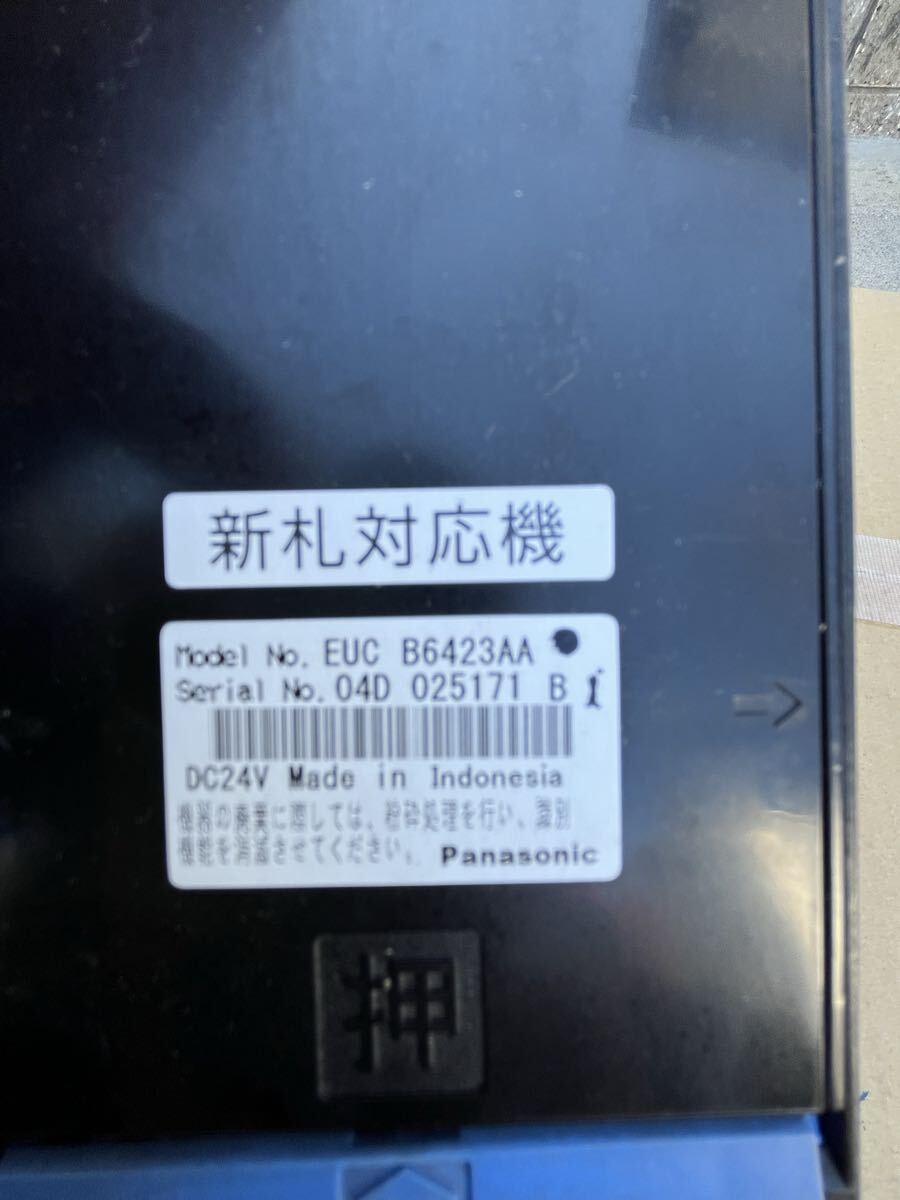 新札対応機
Model No. EUC B6423AA
Serial No. 04D 025171 B
DC24V Made in Indonesia
機器の廃棄に際しては、粉砕処理を行い、識別
機能を消滅させてください。 Panasonic
押